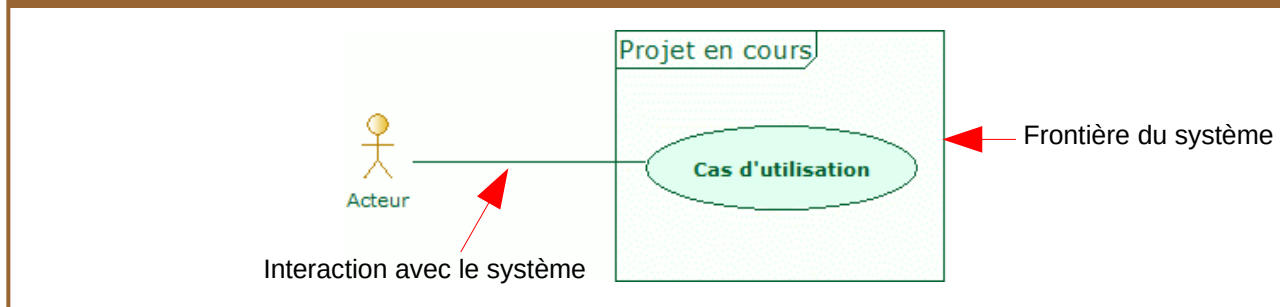 Projet en cours
Frontière du système
Cas d'utilisation
Acteur
Interaction avec le système